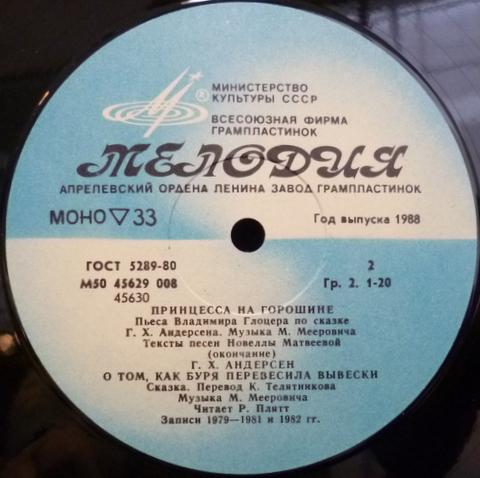 ®
МИНИСТЕРСТВО
КУЛЬТУРЫ СССР
ВСЕСОЮЗНАЯ ФИРМА
ГРАМПЛАСТИНОК
МЕЛОДИЯ
АПРЕЛЕВСКИЙ ОРДЕНА ЛЕНИНА ЗАВОД ГРАМПЛАСТИНОК
МОНО ▽ 33
Год выпуска 1988
ГОСТ 5289-80
2
М50 45629 008
Гр. 2. 1-20
45630
ПРИНЦЕССА НА ГОРОШИНЕ
Пьеса Владимира Глоцера по сказке
Г. Х. Андерсена. Музыка М. Мееровича
Тексты песен Новеллы Матвеевой
(окончание)
Г. Х. АНДЕРСЕН
О ТОМ, КАК БУРЯ ПЕРЕВЕСИЛА ВЫВЕСКИ
Сказка. Перевод К. Телятникова
Музыка М. Мееровича
Читает Р. Плятт
Записи 1979—1981 и 1982 гг.